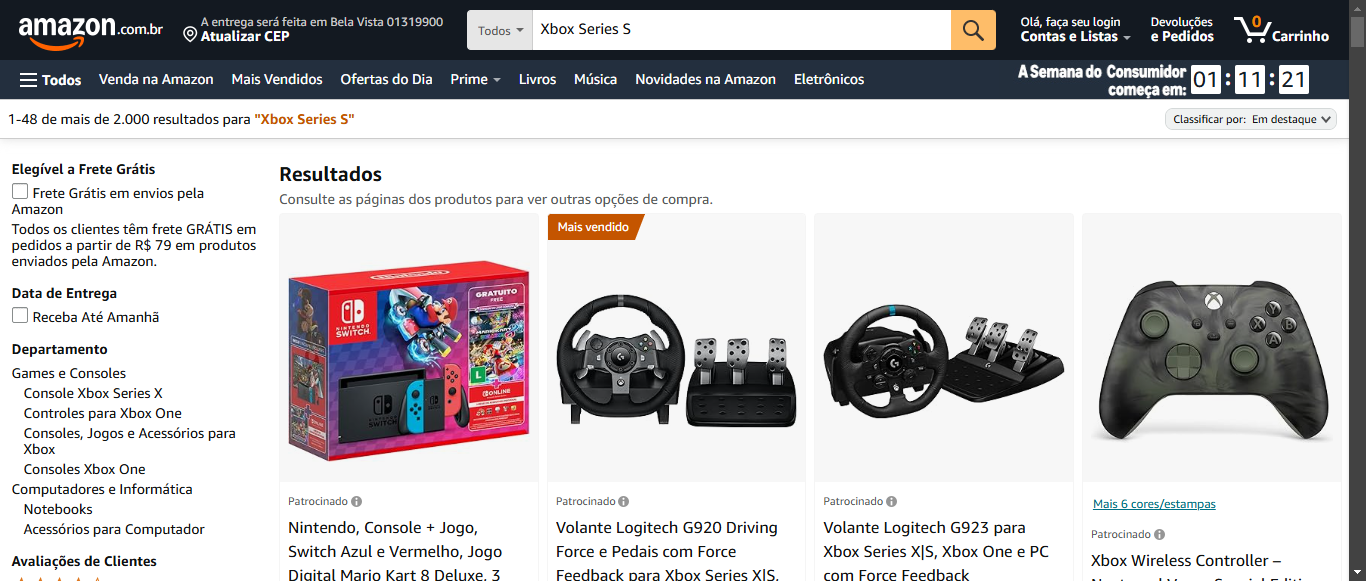 amazon.com.br
A entrega será feita em Bela Vista 01319900
Atualizar CEP
Todos
Xbox Series S
Olá, faça seu login
Contas e Listas
Devoluções
e Pedidos
0
Carrinho
Todos
Venda na Amazon
Mais Vendidos
Ofertas do Dia
Prime
Livros
Música
Novidades na Amazon
Eletrônicos
A Semana do Consumidor
começa em:
01 : 11 : 21
1-48 de mais de 2.000 resultados para "Xbox Series S"
Classificar por: Em destaque
Elegível a Frete Grátis
Frete Grátis em envios pela
Amazon
Todos os clientes têm frete GRÁTIS em
pedidos a partir de R$ 79 em produtos
enviados pela Amazon.
Data de Entrega
Receba Até Amanhã
Departamento
Games e Consoles
Console Xbox Series X
Controles para Xbox One
Consoles, Jogos e Acessórios para
Xbox
Consoles Xbox One
Computadores e Informática
Notebooks
Acessórios para Computador
Avaliações de Clientes
Resultados
Consulte as páginas dos produtos para ver outras opções de compra.
NINTENDO
SWITCH
GRATUITO
FREE
L
ONLINE
NINTENDO
SWITCH
Patrocinado
Nintendo, Console + Jogo,
Switch Azul e Vermelho, Jogo
Digital Mario Kart 8 Deluxe, 3
Mais vendido
Patrocinado
Volante Logitech G920 Driving
Force e Pedais com Force
Feedback para Xbox Series X|S,
Patrocinado
Volante Logitech G923 para
Xbox Series X|S, Xbox One e PC
com Force Feedback
Y
X
B
A
Mais 6 cores/estampas
Patrocinado
Xbox Wireless Controller –